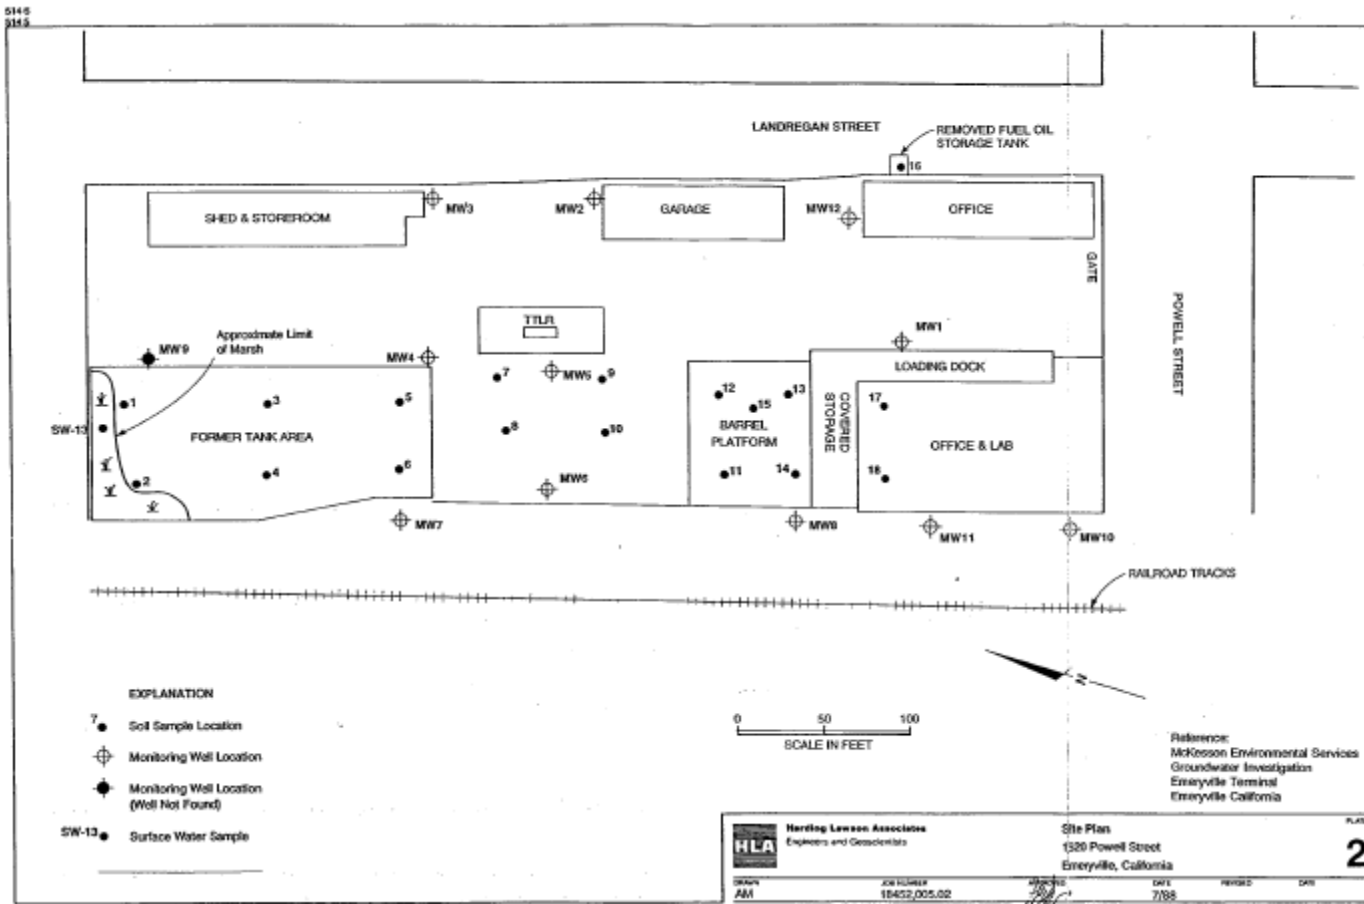 5145
5145
LANDREGAN STREET
REMOVED FUEL OIL
STORAGE TANK
16
SHED & STOREROOM
MW3
MW2
GARAGE
MW12
OFFICE
GATE
POWELL STREET
TTLR
MW1
Approximate Limit
of Marsh
MW9
MW4
MW5
LOADING DOCK
7
9
12
13
15
1
3
5
17
COVERED
STORAGE
SW-13
FORMER TANK AREA
8
10
BARREL
PLATFORM
OFFICE & LAB
2
4
6
11
14
18
MW6
MW7
MW8
MW11
MW10
RAILROAD TRACKS
N
EXPLANATION
7 Soil Sample Location
Monitoring Well Location
Monitoring Well Location
(Well Not Found)
SW-13 Surface Water Sample
0 50 100
SCALE IN FEET
Reference:
McKesson Environmental Services
Groundwater Investigation
Emeryville Terminal
Emeryville California
HLA
Harding Lawson Associates
Engineers and Geoscientists
Site Plan
1520 Powell Street
Emeryville, California
2
DRAWN
AM
JOB NUMBER
18452,005.02
APPROVED
DATE
7/88
REVISED
DATE